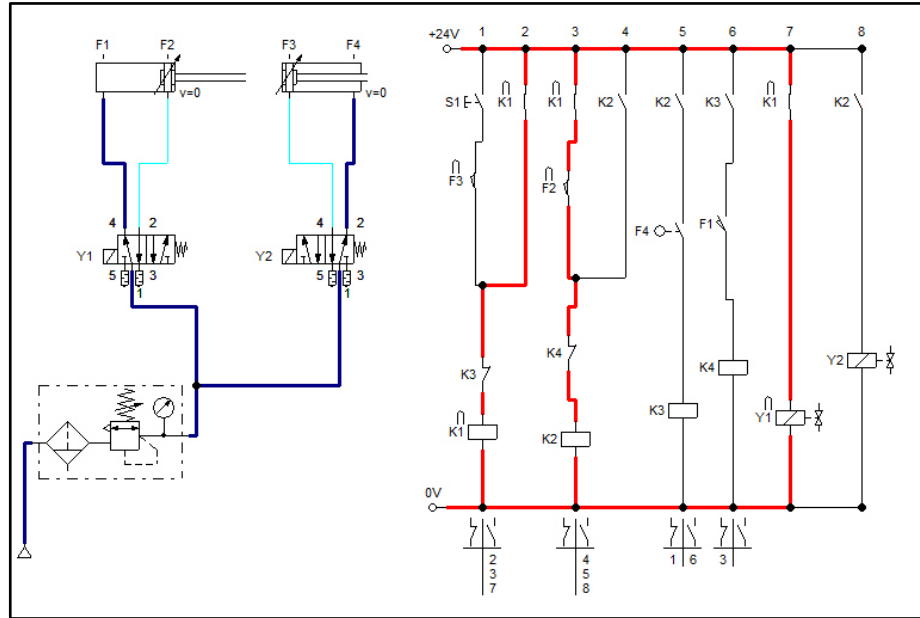 1 2 3 4 5 6 7 8
+24V
F1 F2 F3 F4
v=0 v=0
S1 K1 K1 K2 K2 K3 K1 K2
F3 F2
F4 F1
4 2 4 2
Y1 Y2
5 3 5 3
1 1
K3 K4 K4 Y2
K1 K2 K3 Y1
0V
2 4 1 6 3
3 5
7 8